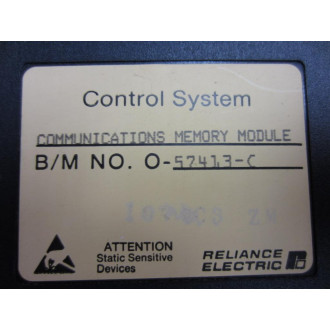 Control System
COMMUNICATIONS MEMORY MODULE
B/M NO. O-57413-C
ATTENTION
Static Sensitive
Devices
RELIANCE
ELECTRIC